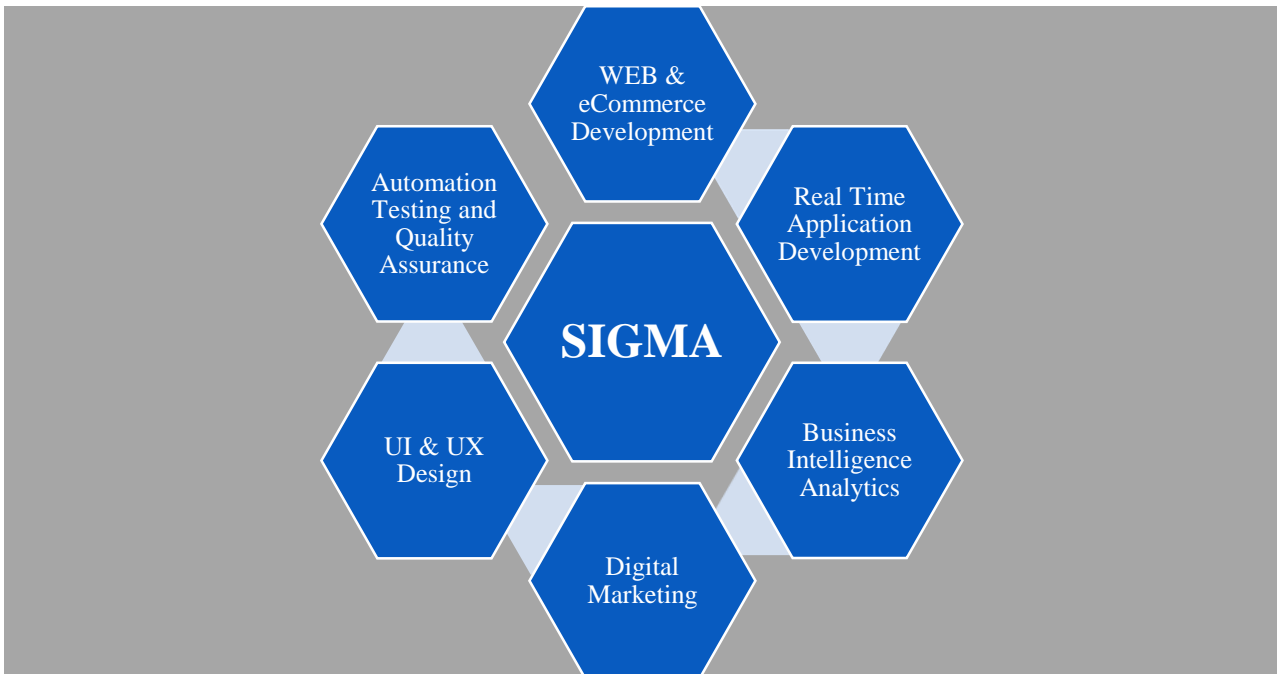 WEB &
eCommerce
Development
Automation
Testing and
Quality
Assurance
Real Time
Application
Development
SIGMA
UI & UX
Design
Business
Intelligence
Analytics
Digital
Marketing